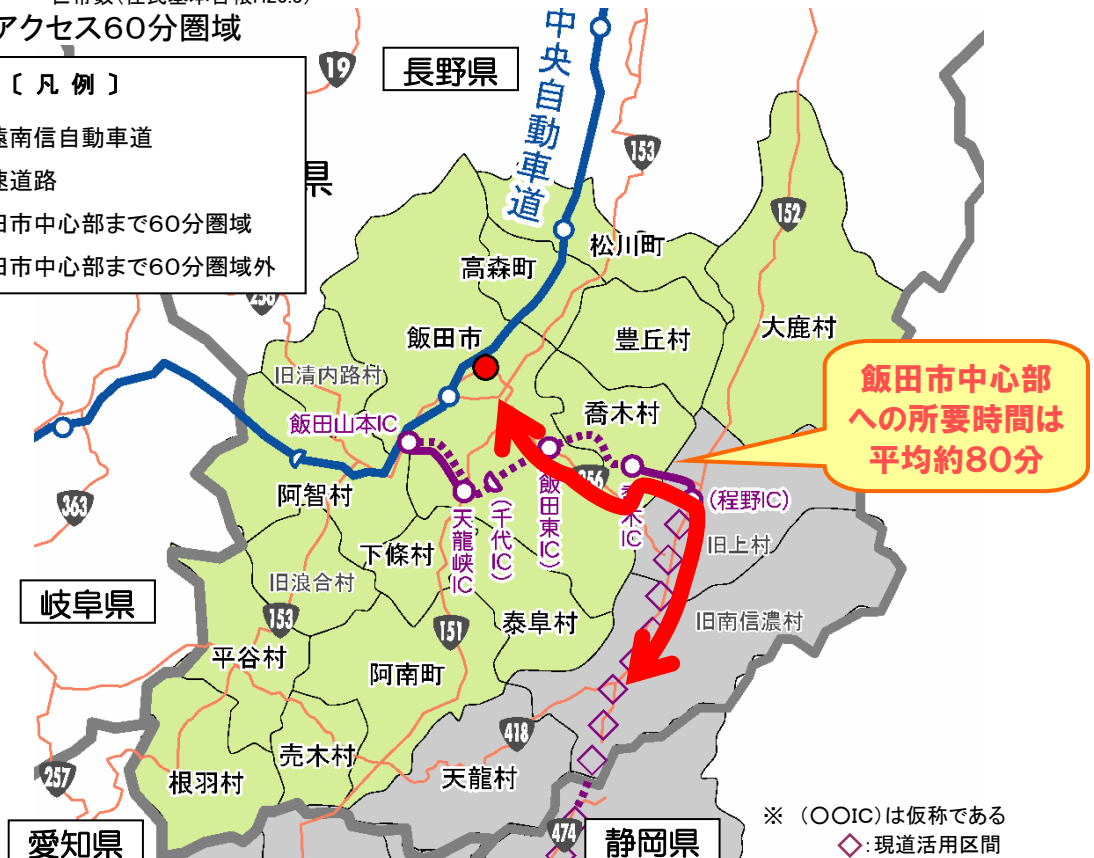 アクセス60分圏域
〔 凡 例 〕
遠南信自動車道
速道路
田市中心部まで60分圏域
田市中心部まで60分圏域外
県
19
長野県
中央自動車道
153
152
256
松川町
高森町
大鹿村
飯田市
豊丘村
旧清内路村
喬木村
飯田市中心部
への所要時間は
平均約80分
飯田山本IC
256
363
阿智村
天龍峡IC
(千代IC)
飯田東IC)
木IC
(程野IC)
旧上村
下條村
旧浪合村
岐阜県
153
151
泰阜村
旧南信濃村
平谷村
阿南町
418
売木村
天龍村
257
根羽村
愛知県
474
静岡県
※ (〇〇IC)は仮称である
◇:現道活用区間